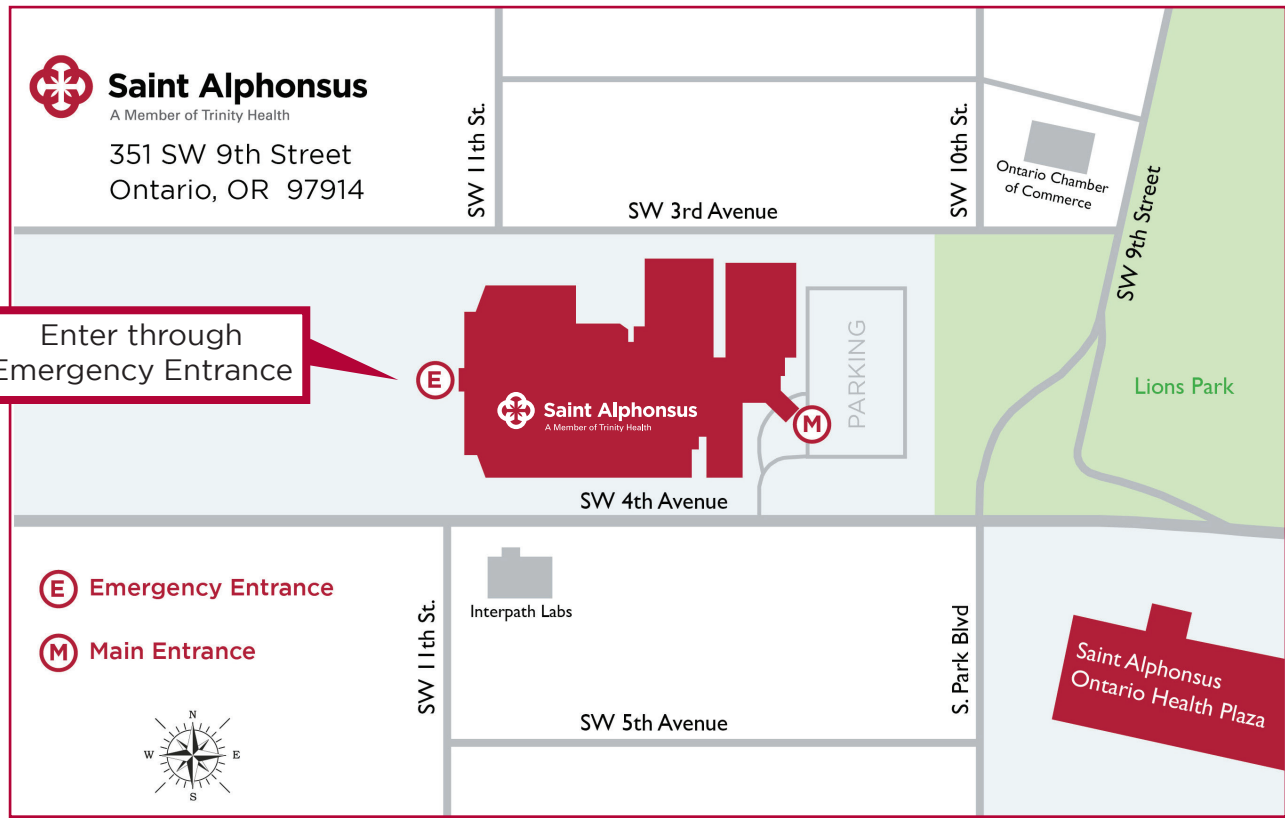 Saint Alphonsus
A Member of Trinity Health
351 SW 9th Street
Ontario, OR 97914
SW 11th St.
SW 10th St.
Ontario Chamber
of Commerce
SW 3rd Avenue
SW 9th Street
Enter through
Emergency Entrance
E
Saint Alphonsus
A Member of Trinity Health
M
PARKING
Lions Park
SW 4th Avenue
E Emergency Entrance
M Main Entrance
SW 11th St.
Interpath Labs
S. Park Blvd
Saint Alphonsus
Ontario Health Plaza
SW 5th Avenue
N
W E
S